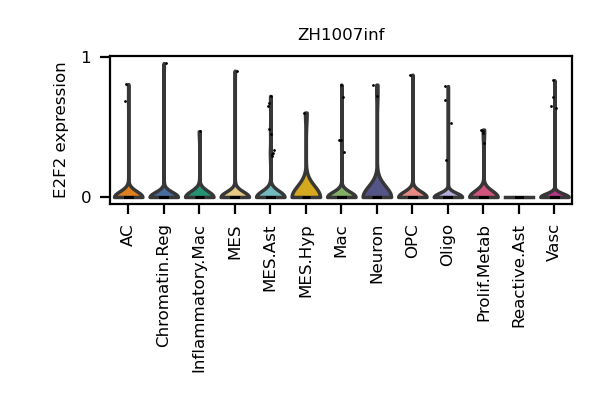 ZH1007inf
E2F2 expression
1
0
AC
Chromatin.Reg
Inflammatory.Mac
MES
MES.Ast
MES.Hyp
Mac
Neuron
OPC
Oligo
Prolif.Metab
Reactive.Ast
Vasc